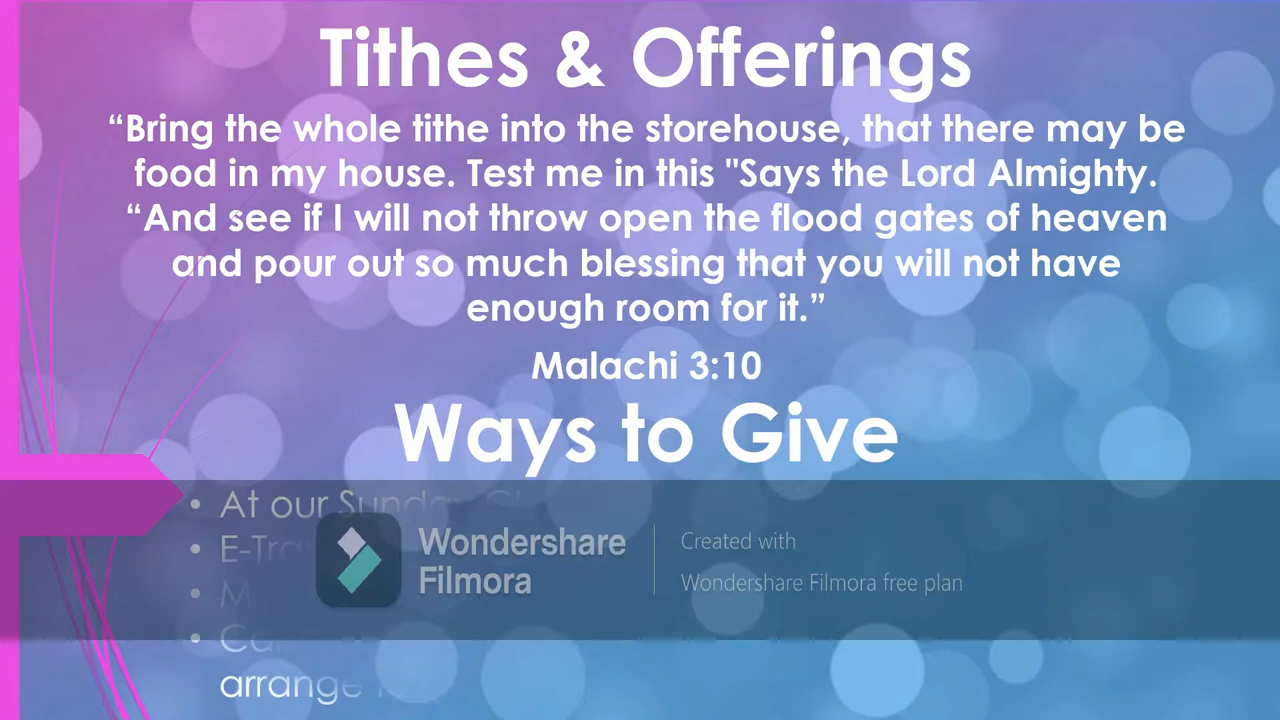 Tithes & Offerings
“Bring the whole tithe into the storehouse, that there may be
food in my house. Test me in this "Says the Lord Almighty.
“And see if I will not throw open the flood gates of heaven
and pour out so much blessing that you will not have
enough room for it.”
Malachi 3:10
Ways to Give
• At our Sunday
Wondershare
Filmora
Created with
Wondershare Filmora free plan
arrange